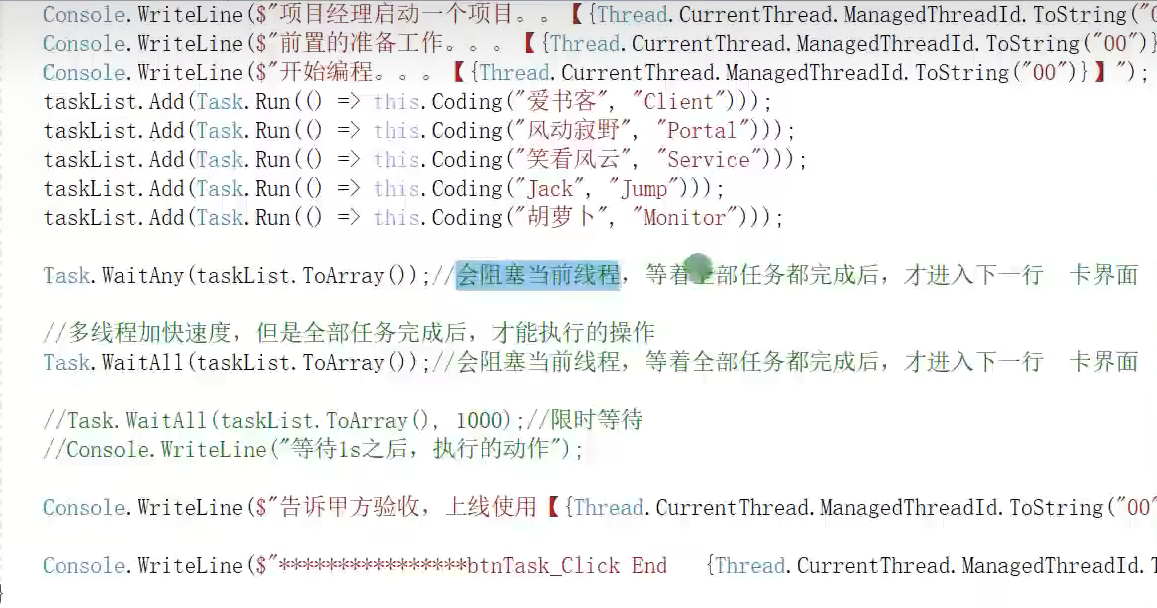 Console.WriteLine($"项目经理启动一个项目。。【{Thread.CurrentThread.ManagedThreadId.ToString("0
Console.WriteLine($"前置的准备工作。。。【{Thread.CurrentThread.ManagedThreadId.ToString("00")}
Console.WriteLine($"开始编程。。。【{Thread.CurrentThread.ManagedThreadId.ToString("00")}】");
taskList.Add(Task.Run(() => this.Coding("爱书客", "Client")));
taskList.Add(Task.Run(() => this.Coding("风动寂野", "Portal")));
taskList.Add(Task.Run(() => this.Coding("笑看风云", "Service")));
taskList.Add(Task.Run(() => this.Coding("Jack", "Jump")));
taskList.Add(Task.Run(() => this.Coding("胡萝卜", "Monitor")));
Task.WaitAny(taskList.ToArray());//会阻塞当前线程，等着全部任务都完成后，才进入下一行 卡界面
//多线程加快速度，但是全部任务完成后，才能执行的操作
Task.WaitAll(taskList.ToArray());//会阻塞当前线程，等着全部任务都完成后，才进入下一行 卡界面
//Task.WaitAll(taskList.ToArray(), 1000);//限时等待
//Console.WriteLine("等待1s之后，执行的动作");
Console.WriteLine($"告诉甲方验收，上线使用【{Thread.CurrentThread.ManagedThreadId.ToString("00"
Console.WriteLine($"****************btnTask_Click End {Thread.CurrentThread.ManagedThreadId.T
}